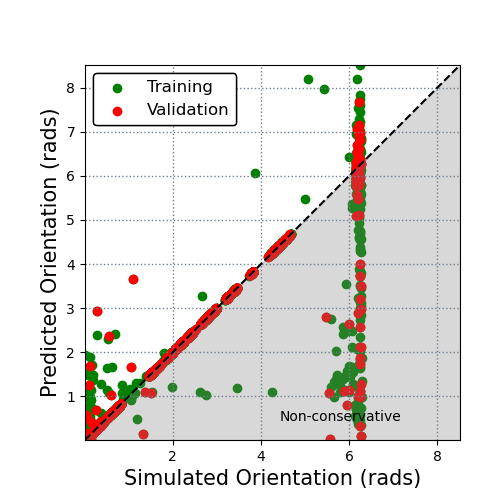 Training
Validation
8
7
6
5
4
3
2
1
Predicted Orientation (rads)
Non-conservative
2
4
6
8
Simulated Orientation (rads)